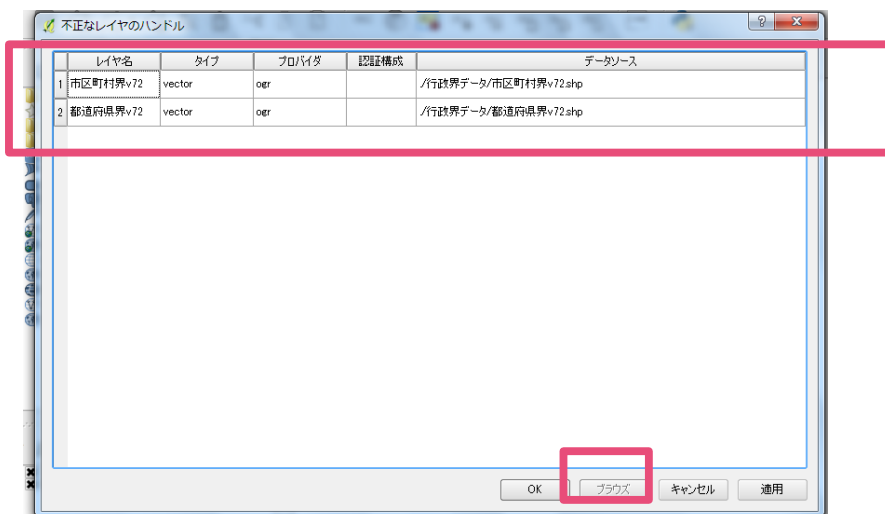 不正なレイヤのハンドル
レイヤ名 タイプ プロバイダ 認証構成 データソース
1 市区町村界v72 vector ogr ./行政界データ/市区町村界v72.shp
2 都道府県界v72 vector ogr ./行政界データ/都道府県界v72.shp
OK ブラウズ キャンセル 適用